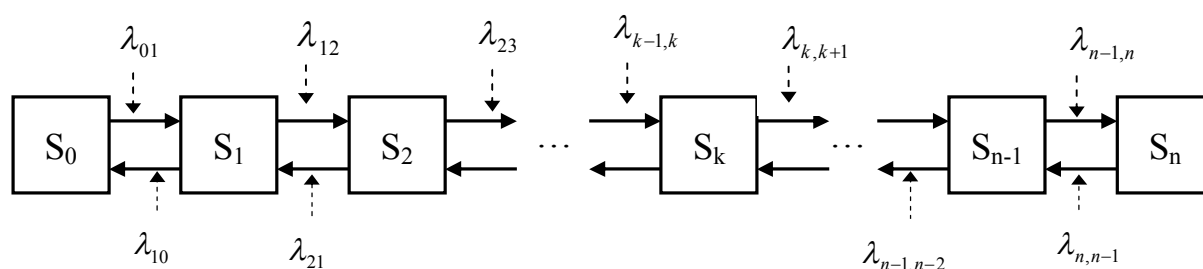 λ₀₁ λ₁₂ λ₂₃ λₖ₋₁,ₖ λₖ,ₖ₊₁ λₙ₋₁,ₙ
S₀ S₁ S₂ ... Sₖ ... Sₙ₋₁ Sₙ
λ₁₀ λ₂₁ λₙ₋₁,ₙ₋₂ λₙ,ₙ₋₁